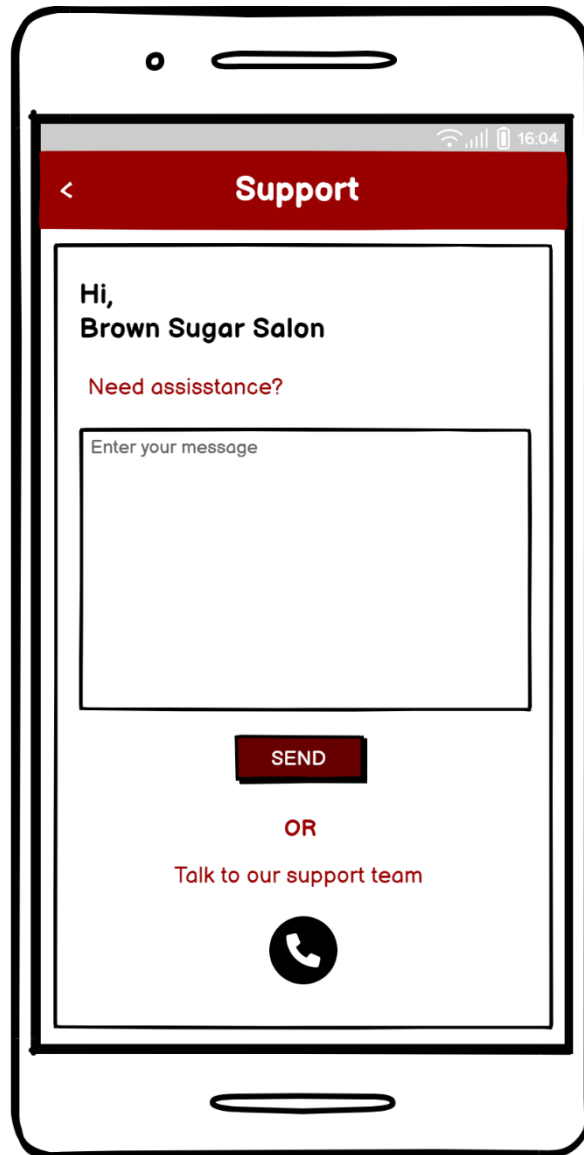 16:04
Support
Hi,
Brown Sugar Salon
Need assisstance?
Enter your message
SEND
OR
Talk to our support team